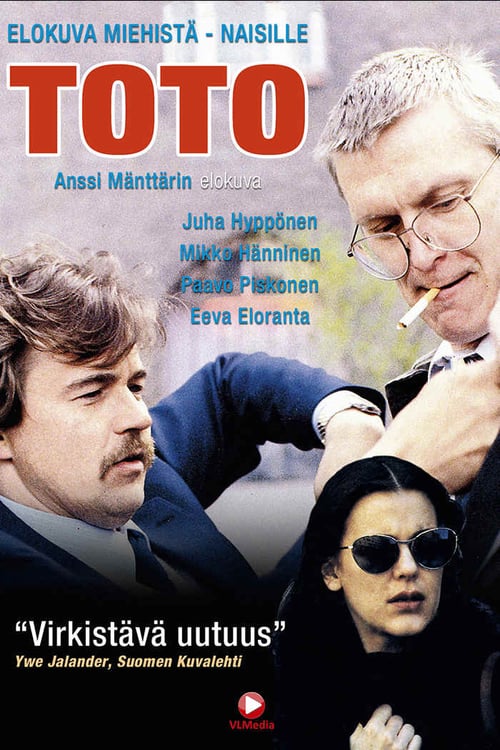 ELOKUVA MIEHISTÄ - NAISILLE
TOTO
Anssi Mänttärin elokuva
Juha Hyppönen
Mikko Hänninen
Paavo Piskonen
Eeva Eloranta
“Virkistävä uutuus”
Ywe Jalander, Suomen Kuvalehti
VLMedia